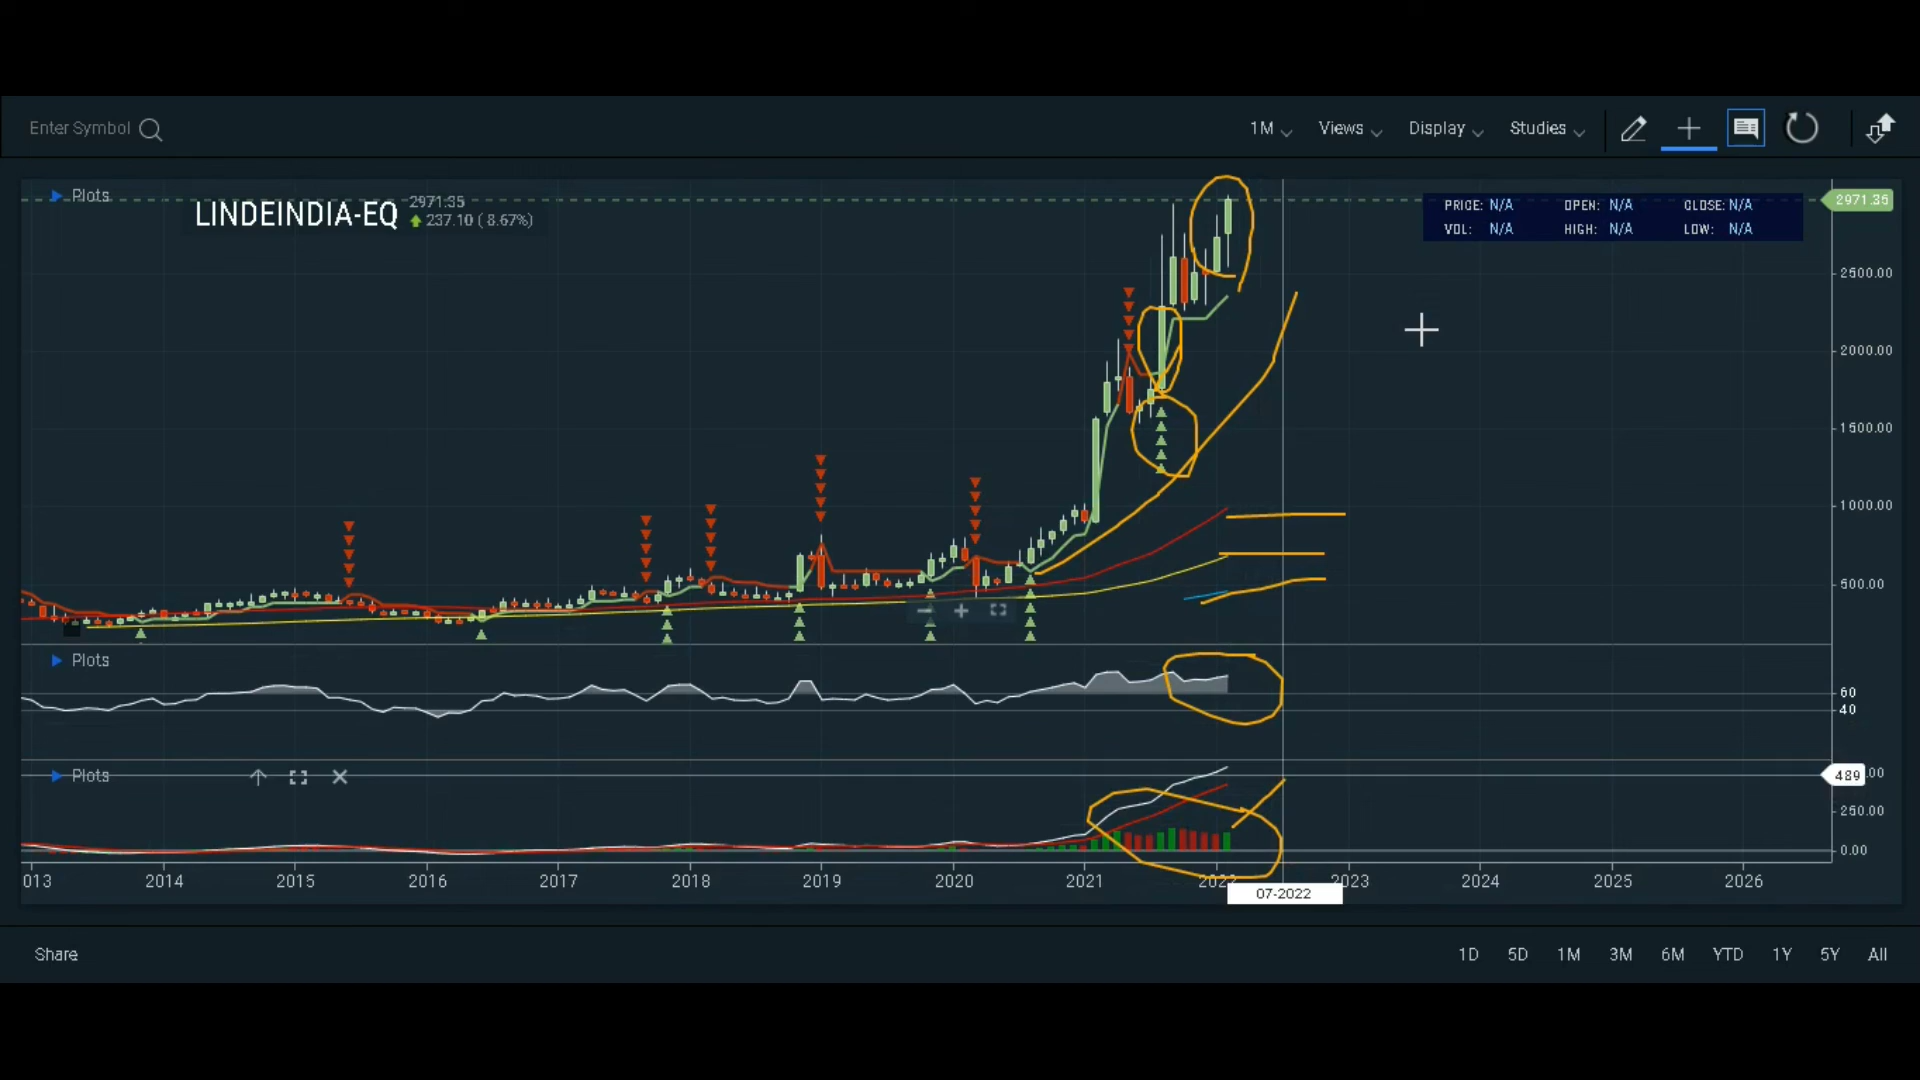 Enter Symbol
1M Views Display Studies
Plots
LINDEINDIA-EQ
2971.35
237.10 ( 8.67%)
PRICE: N/A OPEN: N/A CLOSE: N/A
VOL: N/A HIGH: N/A LOW: N/A
2971.35
2500.00
2000.00
1500.00
1000.00
500.00
Plots
60
40
Plots
489
.00
250.00
0.00
013 2014 2015 2016 2017 2018 2019 2020 2021 2022 2023 2024 2025 2026
07-2022
Share
1D 5D 1M 3M 6M YTD 1Y 5Y All